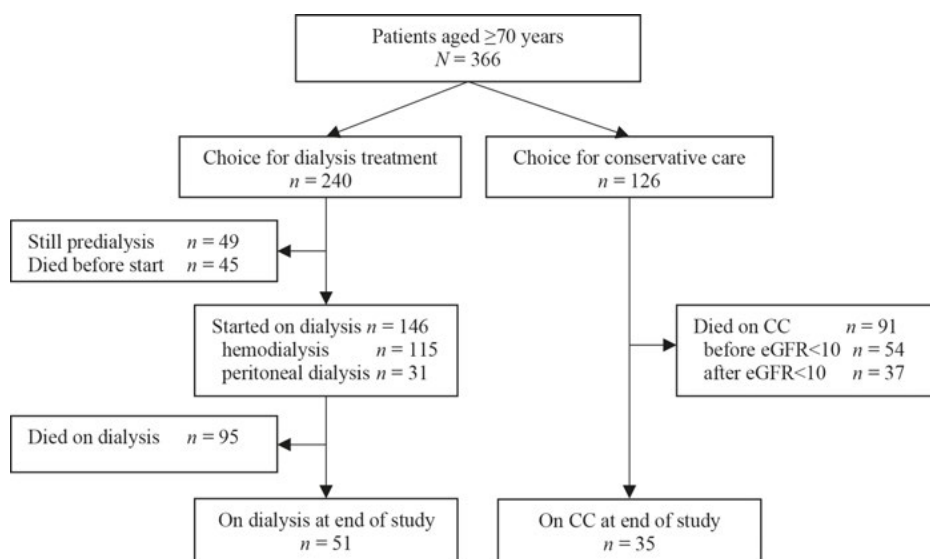 Patients aged ≥70 years
N = 366
Choice for dialysis treatment
n = 240
Choice for conservative care
n = 126
Still predialysis n = 49
Died before start n = 45
Started on dialysis n = 146
hemodialysis n = 115
peritoneal dialysis n = 31
Died on CC n = 91
before eGFR<10 n = 54
after eGFR<10 n = 37
Died on dialysis n = 95
On dialysis at end of study
n = 51
On CC at end of study
n = 35